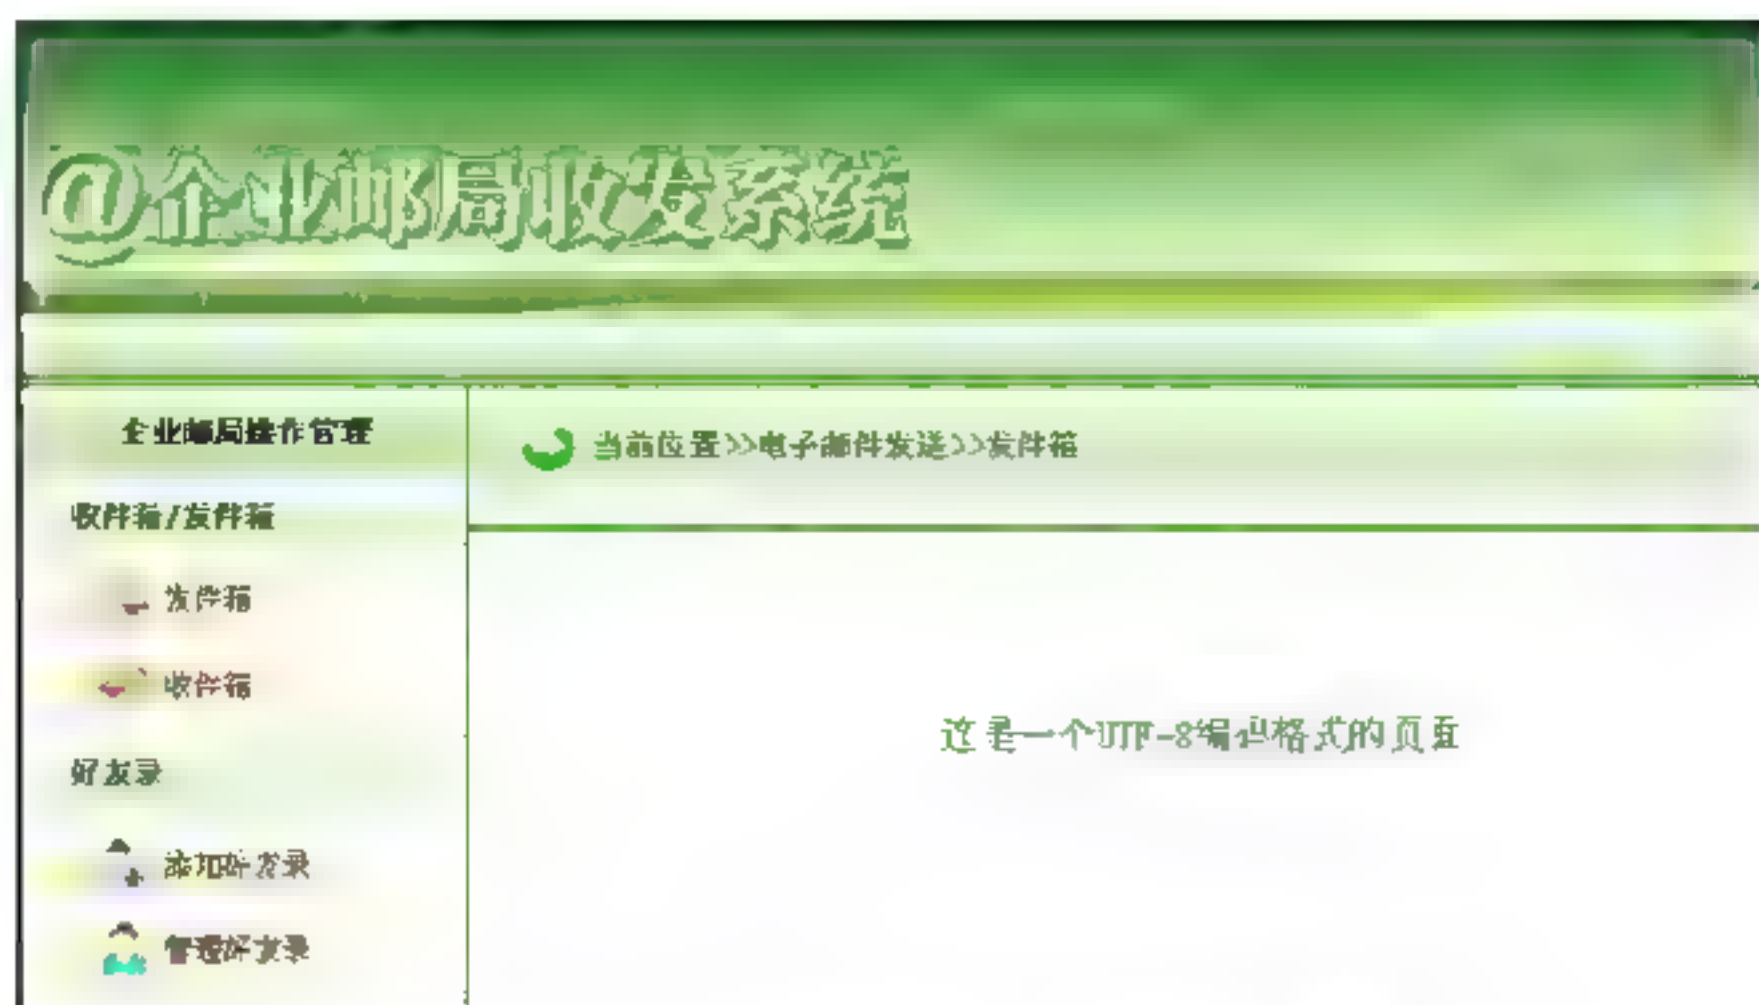 @企业邮局收发系统
企业邮局操作管理
当前位置>>电子邮件发送>>发件箱
收件箱/发件箱
发件箱
收件箱
这是一个UTF-8编码格式的页面
好友录
添加好友录
管理好友录